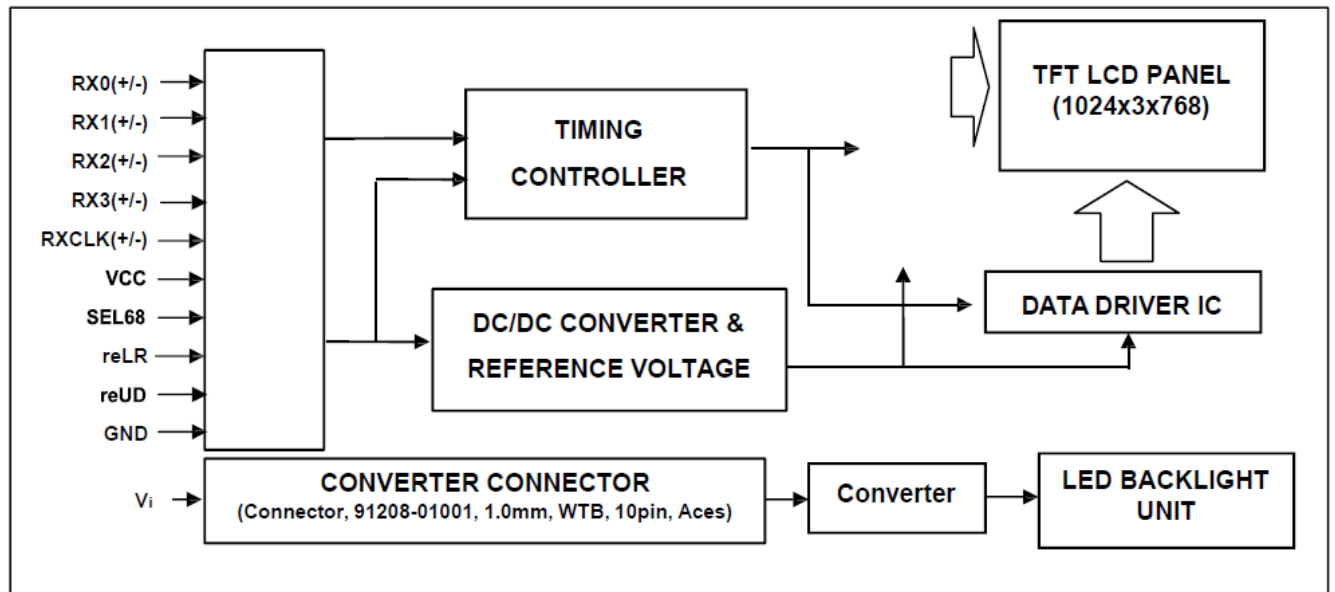 RX0(+/-)
RX1(+/-)
RX2(+/-)
RX3(+/-)
RXCLK(+/-)
VCC
SEL68
reLR
reUD
GND
TIMING
CONTROLLER
DC/DC CONVERTER &
REFERENCE VOLTAGE
TFT LCD PANEL
(1024x3x768)
DATA DRIVER IC
Vi
CONVERTER CONNECTOR
(Connector, 91208-01001, 1.0mm, WTB, 10pin, Aces)
Converter
LED BACKLIGHT
UNIT